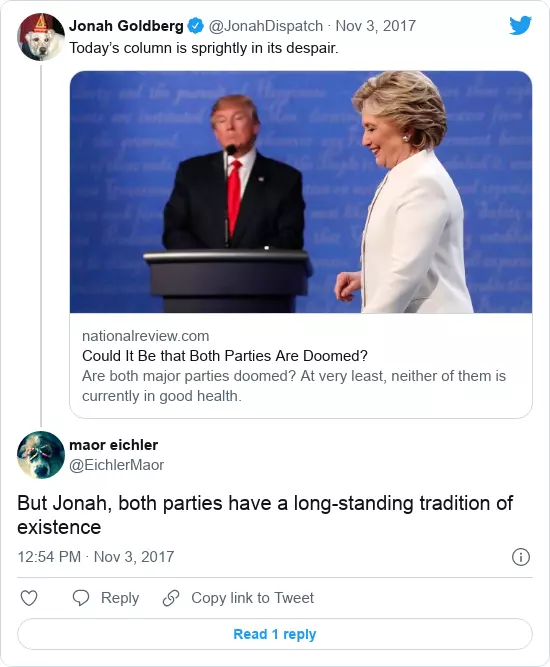 Jonah Goldberg @JonahDispatch · Nov 3, 2017
Today’s column is sprightly in its despair.
nationalreview.com
Could It Be that Both Parties Are Doomed?
Are both major parties doomed? At very least, neither of them is
currently in good health.
maor eichler
@EichlerMaor
But Jonah, both parties have a long-standing tradition of
existence
12:54 PM · Nov 3, 2017
Reply
Copy link to Tweet
Read 1 reply